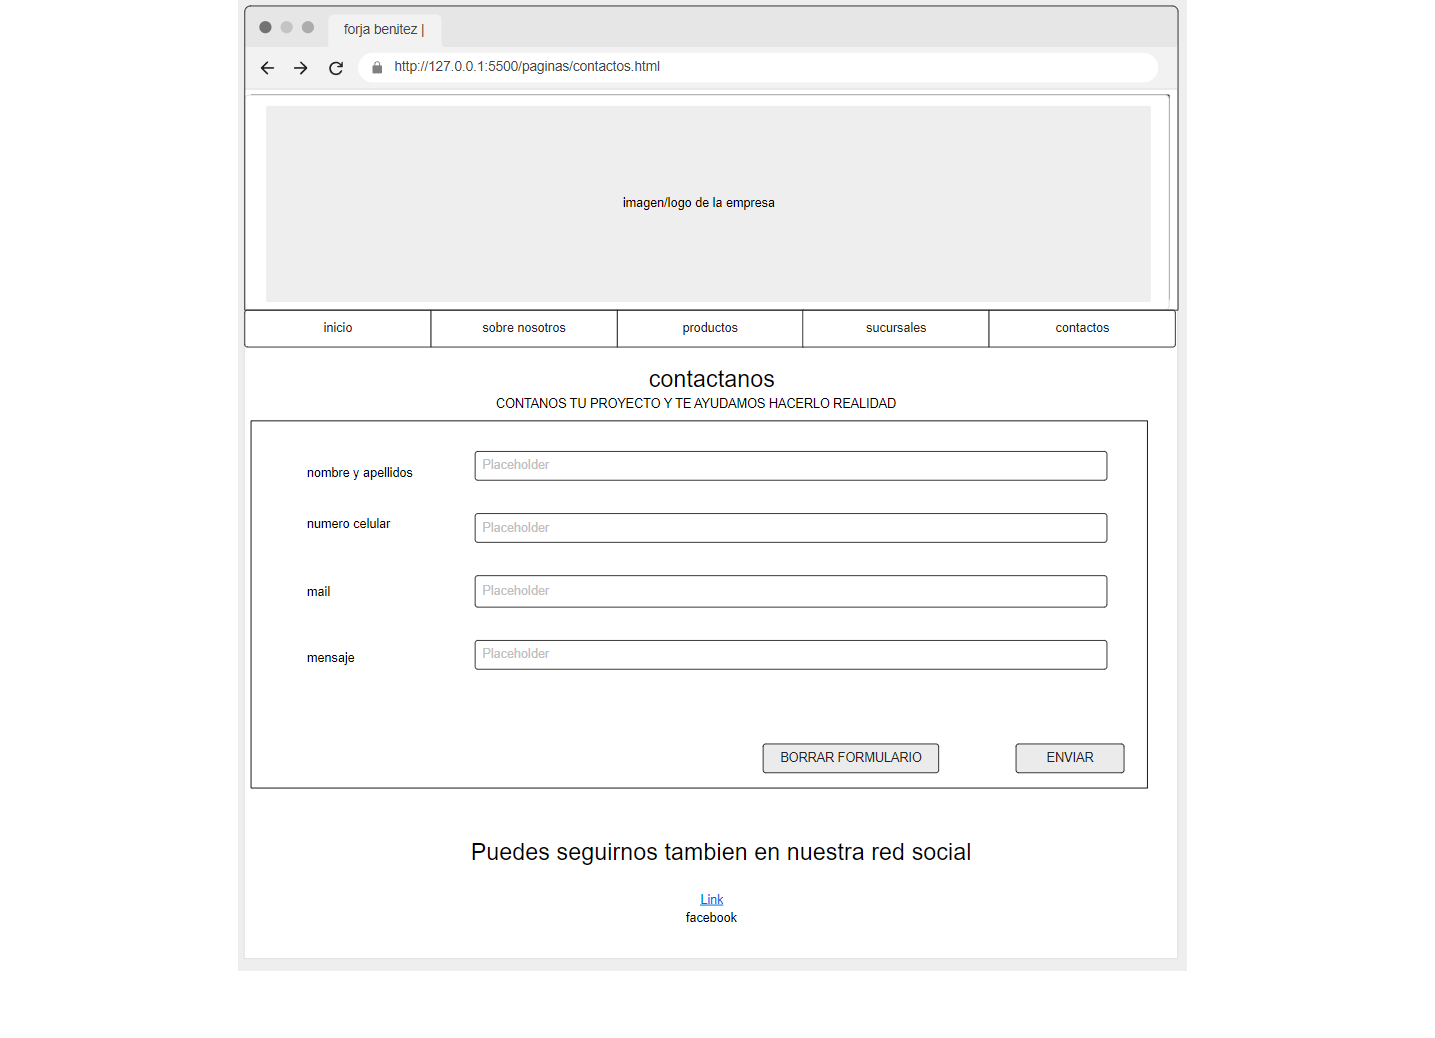 forja benitez |
http://127.0.0.1:5500/paginas/contactos.html
imagen/logo de la empresa
inicio
sobre nosotros
productos
sucursales
contactos
contactanos
CONTANOS TU PROYECTO Y TE AYUDAMOS HACERLO REALIDAD
nombre y apellidos
Placeholder
numero celular
Placeholder
mail
Placeholder
mensaje
Placeholder
BORRAR FORMULARIO
ENVIAR
Puedes seguirnos tambien en nuestra red social
Link
facebook